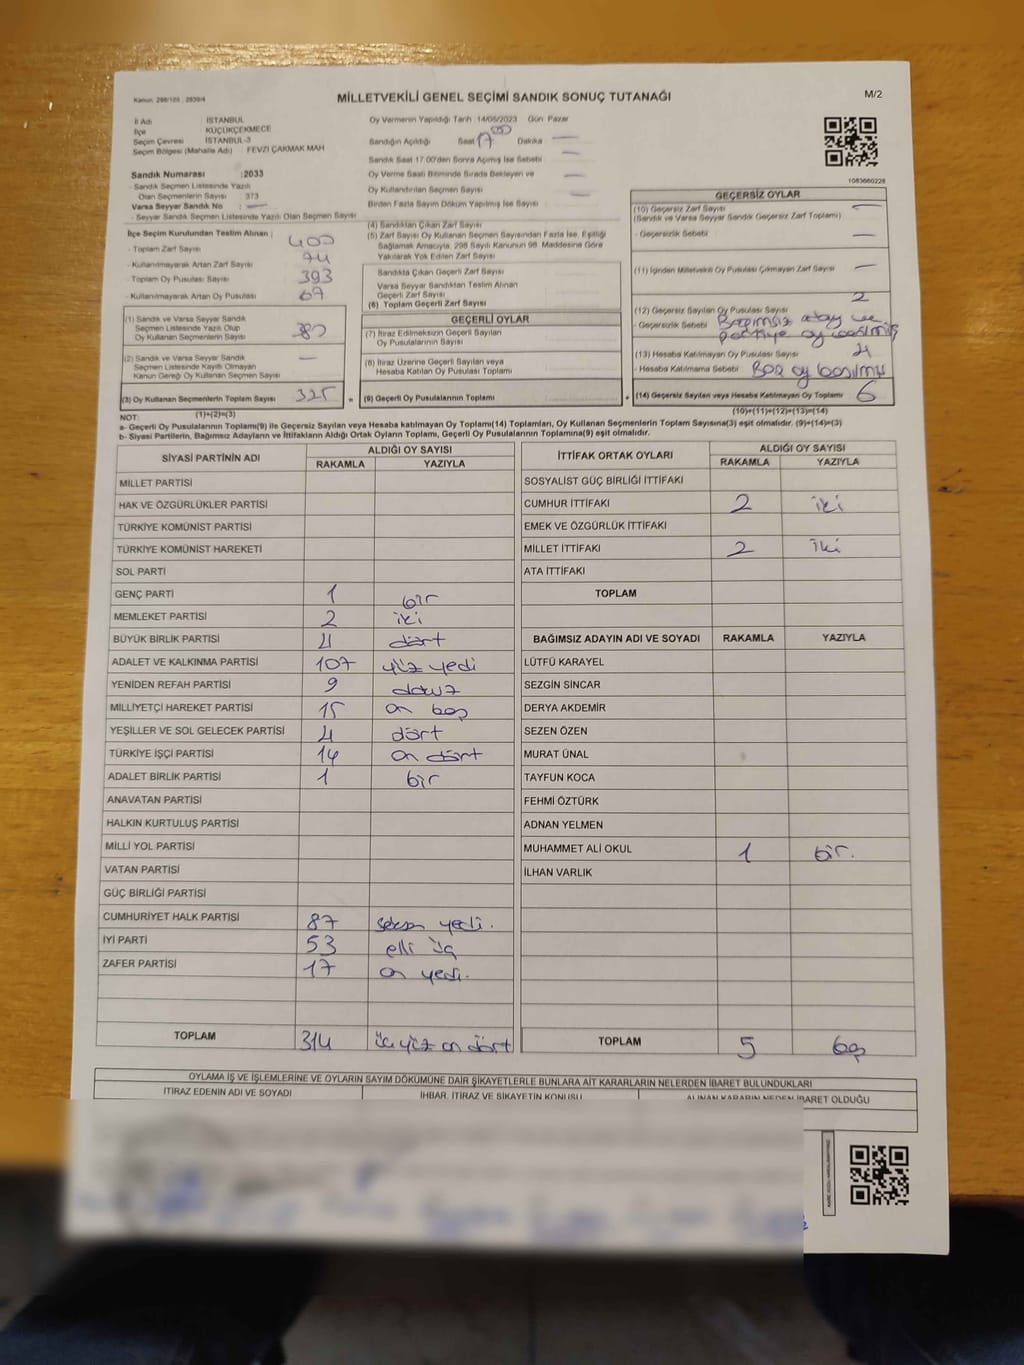 Kanun: 298/105 , 2839/4
MİLLETVEKİLİ GENEL SEÇİMİ SANDIK SONUÇ TUTANAĞI
M/2
İl Adı : İSTANBUL
İlçe : KÜÇÜKÇEKMECE
Seçim Çevresi : İSTANBUL-3
Seçim Bölgesi (Mahalle Adı) : FEVZİ ÇAKMAK MAH
Sandık Numarası : 2033
- Sandık Seçmen Listesinde Yazılı
Olan Seçmenlerin Sayısı : 373
Varsa Seyyar Sandık No : —
- Seyyar Sandık Seçmen Listesinde Yazılı Olan Seçmen Sayısı
Oy Vermenin Yapıldığı Tarih : 14/05/2023 Gün : Pazar
Sandığın Açıldığı Saat 17 00 Dakika —
Sandık Saat 17.00'den Sonra Açılmış İse Sebebi —
Oy Verme Saati Bitiminde Sırada Bekleyen ve
Oy Kullandırılan Seçmen Sayısı —
Birden Fazla Sayım Döküm Yapılmış İse Sayısı :
1083660228
İlçe Seçim Kurulundan Teslim Alınan ;
- Toplam Zarf Sayısı 400
- Kullanılmayarak Artan Zarf Sayısı 74
- Toplam Oy Pusulası Sayısı 393
- Kullanılmayarak Artan Oy Pusulası 67
(1) Sandık ve Varsa Seyyar Sandık
Seçmen Listesinde Yazılı Olup
Oy Kullanan Seçmenlerin Sayısı
(2) Sandık ve Varsa Seyyar Sandık
Seçmen Listesinde Kayıtlı Olmayan
Kanun Gereği Oy Kullanan Seçmen Sayısı —
(3) Oy Kullanan Seçmenlerin Toplam Sayısı 325
(1)+(2)=(3)
(4) Sandıktan Çıkan Zarf Sayısı
(5) Zarf Sayısı Oy Kullanan Seçmen Sayısından Fazla İse, Eşitliği
Sağlamak Amacıyla, 298 Sayılı Kanunun 98. Maddesine Göre
Yakılarak Yok Edilen Zarf Sayısı
Sandıkta Çıkan Geçerli Zarf Sayısı
Varsa Seyyar Sandıktan Teslim Alınan
Geçerli Zarf Sayısı
(6) Toplam Geçerli Zarf Sayısı
GEÇERLİ OYLAR
(7) İtiraz Edilmeksizin Geçerli Sayılan
Oy Pusulalarının Sayısı
(8) İtiraz Üzerine Geçerli Sayılan veya
Hesaba Katılan Oy Pusulası Toplamı
(9) Geçerli Oy Pusulalarının Toplamı
GEÇERSİZ OYLAR
(10) Geçersiz Zarf Sayısı —
(Sandık ve Varsa Seyyar Sandık Geçersiz Zarf Toplamı)
- Geçersizlik Sebebi —
(11) İçinden Milletvekili Oy Pusulası Çıkmayan Zarf Sayısı —
(12) Geçersiz Sayılan Oy Pusulası Sayısı 2
- Geçersizlik Sebebi Bağımsız aday ve
partiye oy basılmış
(13) Hesaba Katılmayan Oy Pusulası Sayısı 4
- Hesaba Katılmama Sebebi Boş oy basılmış
(14) Geçersiz Sayılan veya Hesaba Katılmayan Oy Toplamı 6
(10)+(11)+(12)+(13)=(14)
NOT:
a- Geçerli Oy Pusulaları Toplamı(9) ile Geçersiz Sayılan veya Hesaba katılmayan Oy Toplamı(14) Toplamları, Oy Kullanan Seçmenlerin Toplam Sayısına(3) eşit olmalıdır. (9)+(14)=(3)
b- Siyasi Partilerin, Bağımsız Adayların ve İttifakların Aldığı Ortak Oyların Toplamı, Geçerli Oy Pusulalarının Toplamına(9) eşit olmalıdır.
SİYASİ PARTİNİN ADI ALDIĞI OY SAYISI
RAKAMLA YAZIYLA
MİLLET PARTİSİ
HAK VE ÖZGÜRLÜKLER PARTİSİ
TÜRKİYE KOMÜNİST PARTİSİ
TÜRKİYE KOMÜNİST HAREKETİ
SOL PARTİ
GENÇ PARTİ 1 bir
MEMLEKET PARTİSİ 2 iki
BÜYÜK BİRLİK PARTİSİ 4 dört
ADALET VE KALKINMA PARTİSİ 107 yüz yedi
YENİDEN REFAH PARTİSİ 9 dokuz
MİLLİYETÇİ HAREKET PARTİSİ 15 on beş
YEŞİLLER VE SOL GELECEK PARTİSİ 4 dört
TÜRKİYE İŞÇİ PARTİSİ 14 on dört
ADALET BİRLİK PARTİSİ 1 bir
ANAVATAN PARTİSİ
HALKIN KURTULUŞ PARTİSİ
MİLLİ YOL PARTİSİ
VATAN PARTİSİ
GÜÇ BİRLİĞİ PARTİSİ
CUMHURİYET HALK PARTİSİ 87 seksen yedi.
İYİ PARTİ 53 elli üç
ZAFER PARTİSİ 17 on yedi.
TOPLAM 314 üç yüz on dört
İTTİFAK ORTAK OYLARI ALDIĞI OY SAYISI
RAKAMLA YAZIYLA
SOSYALİST GÜÇ BİRLİĞİ İTTİFAKI
CUMHUR İTTİFAKI 2 iki
EMEK VE ÖZGÜRLÜK İTTİFAKI
MİLLET İTTİFAKI 2 iki
ATA İTTİFAKI
TOPLAM
BAĞIMSIZ ADAYIN ADI VE SOYADI RAKAMLA YAZIYLA
LÜTFÜ KARAYEL
SEZGİN SİNCAR
DERYA AKDEMİR
SEZEN ÖZEN
MURAT ÜNAL
TAYFUN KOCA
FEHMİ ÖZTÜRK
ADNAN YELMEN
MUHAMMET ALİ OKUL 1 bir.
İLHAN VARLIK
TOPLAM 5 beş
OYLAMA İŞ VE İŞLEMLERİNE VE OYLARIN SAYIM DÖKÜMÜNE DAİR ŞİKAYETLERLE BUNLARA AİT KARARLARIN NELERDEN İBARET BULUNDUKLARI
İTİRAZ EDENİN ADI VE SOYADI İHBAR, İTİRAZ VE ŞİKAYETİN KONUSU ALINAN KARARIN NEDEN İBARET OLDUĞU